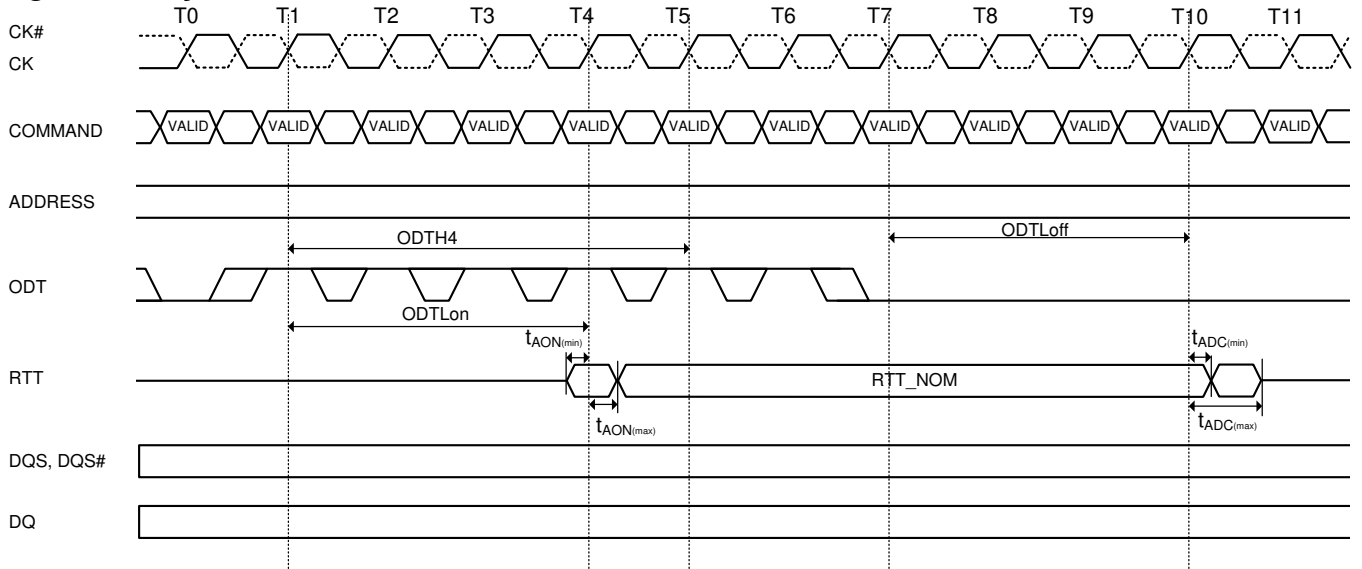 T0 T1 T2 T3 T4 T5 T6 T7 T8 T9 T10 T11
CK#
CK
COMMAND VALID VALID VALID VALID VALID VALID VALID VALID VALID VALID VALID VALID
ADDRESS
ODTH4 ODTLoff
ODT
ODTLon
tAON(min) tADC(min)
RTT RTT_NOM
tAON(max) tADC(max)
DQS, DQS#
DQ